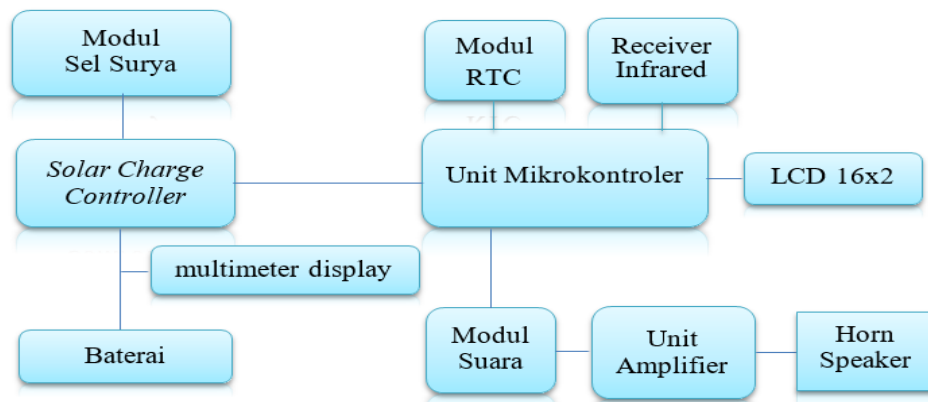 Modul
Sel Surya
Modul
RTC
Receiver
Infrared
Solar Charge
Controller
Unit Mikrokontroler
LCD 16x2
multimeter display
Baterai
Modul
Suara
Unit
Amplifier
Horn
Speaker